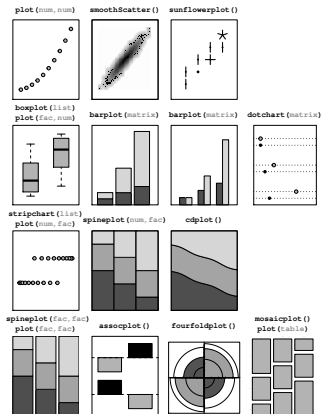 plot(num,num) smoothScatter() sunflowerplot()
boxplot(list)
plot(fac,num) barplot(matrix) barplot(matrix) dotchart(matrix)
stripchart(list)
plot(num,fac) spineplot(num,fac) cdplot()
spineplot(fac,fac)
plot(fac,fac) assocplot() fourfoldplot() mosaicplot()
plot(table)